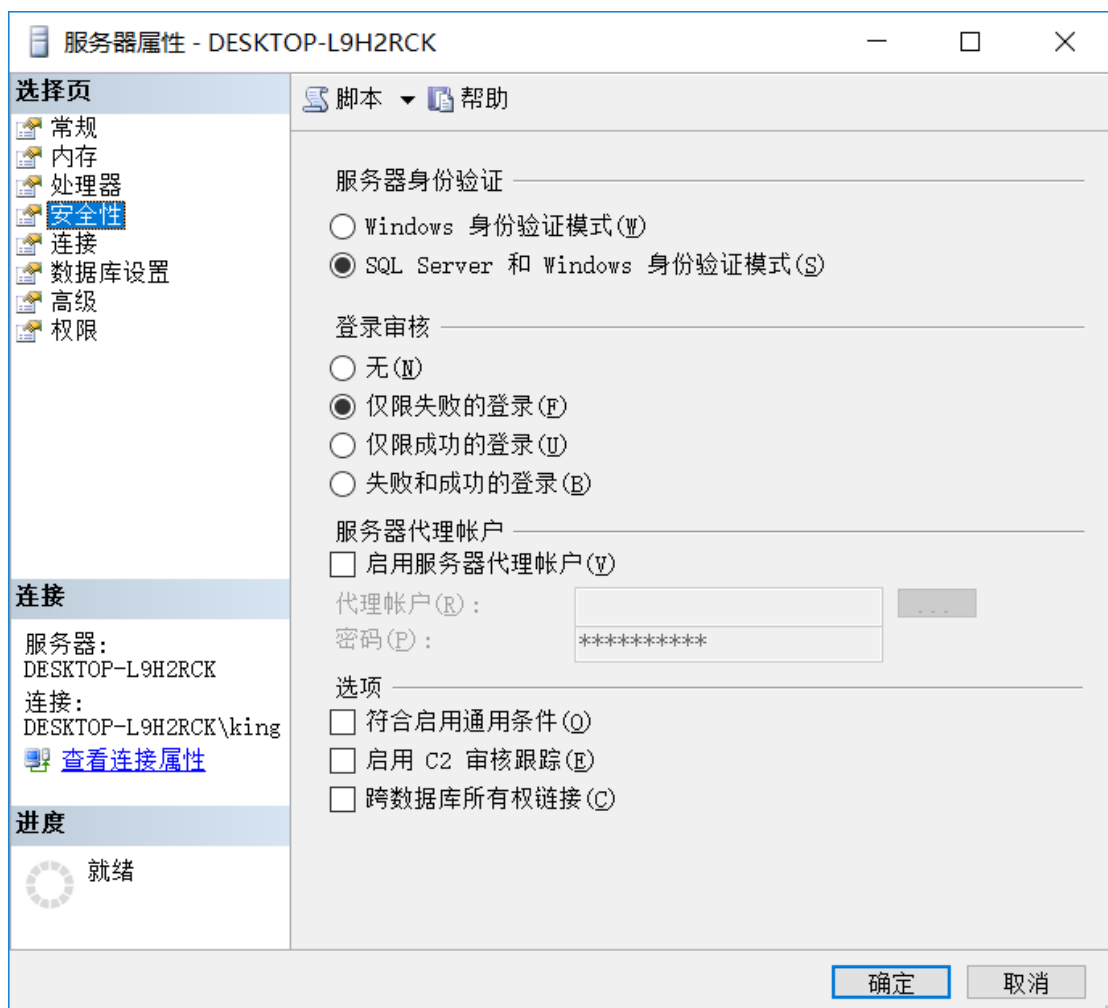 服务器属性 - DESKTOP-L9H2RCK
选择页
常规
内存
处理器
安全性
连接
数据库设置
高级
权限
脚本 帮助
服务器身份验证
Windows 身份验证模式(W)
SQL Server 和 Windows 身份验证模式(S)
登录审核
无(N)
仅限失败的登录(F)
仅限成功的登录(U)
失败和成功的登录(B)
服务器代理帐户
启用服务器代理帐户(V)
代理帐户(R):
...
密码(P):
**********
选项
符合启用通用条件(O)
启用 C2 审核跟踪(E)
跨数据库所有权链接(C)
连接
服务器:
DESKTOP-L9H2RCK
连接:
DESKTOP-L9H2RCK\king
查看连接属性
进度
就绪
确定 取消